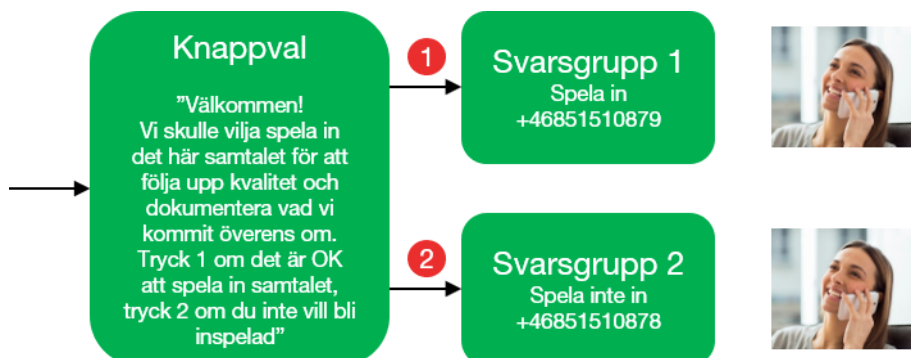 Knappval
”Välkommen!
Vi skulle vilja spela in
det här samtalet för att
följa upp kvalitet och
dokumentera vad vi
kommit överens om.
Tryck 1 om det är OK
att spela in samtalet,
tryck 2 om du inte vill bli
inspelad”
1
Svarsgrupp 1
Spela in
+46851510879
2
Svarsgrupp 2
Spela inte in
+46851510878